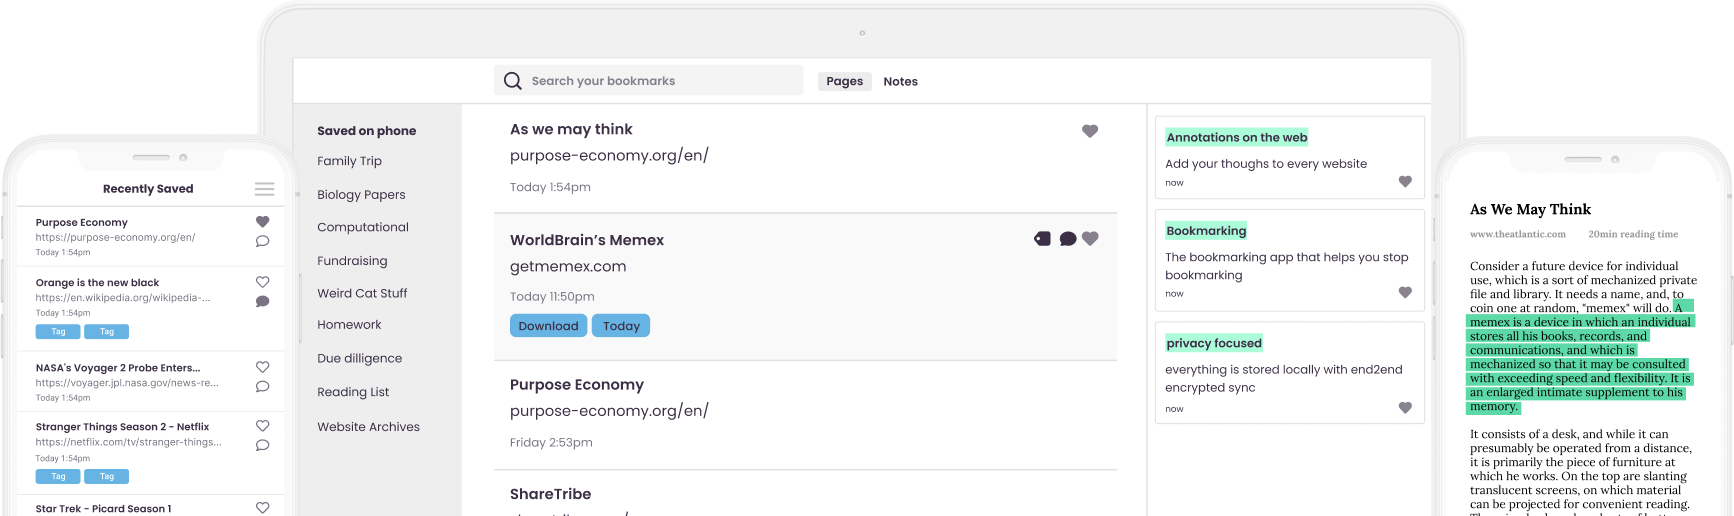 Recently Saved
Purpose Economy
https://purpose-economy.org/en/
Today 1:54pm
Orange is the new black
https://en.wikipedia.org/wikipedia-...
Today 1:54pm
Tag
Tag
NASA's Voyager 2 Probe Enters...
https://voyager.jpl.nasa.gov/news-re...
Today 1:54pm
Stranger Things Season 2 - Netflix
https://netflix.com/tv/stranger-things...
Today 1:54pm
Tag
Tag
Star Trek - Picard Season 1
Search your bookmarks
Pages
Notes
Saved on phone
Family Trip
Biology Papers
Computational
Fundraising
Weird Cat Stuff
Homework
Due dilligence
Reading List
Website Archives
As we may think
purpose-economy.org/en/
Today 1:54pm
WorldBrain's Memex
getmemex.com
Today 11:50pm
Download
Today
Purpose Economy
purpose-economy.org/en/
Friday 2:53pm
ShareTribe
Annotations on the web
Add your thoughs to every website
now
Bookmarking
The bookmarking app that helps you stop
bookmarking
now
privacy focused
everything is stored locally with end2end
encrypted sync
now
As We May Think
www.theatlantic.com
20min reading time
Consider a future device for individual
use, which is a sort of mechanized private
file and library. It needs a name, and, to
coin one at random, "memex" will do. A
memex is a device in which an individual
stores all his books, records, and
communications, and which is
mechanized so that it may be consulted
with exceeding speed and flexibility. It is
an enlarged intimate supplement to his
memory.
It consists of a desk, and while it can
presumably be operated from a distance,
it is primarily the piece of furniture at
which he works. On the top are slanting
translucent screens, on which material
can be projected for convenient reading.